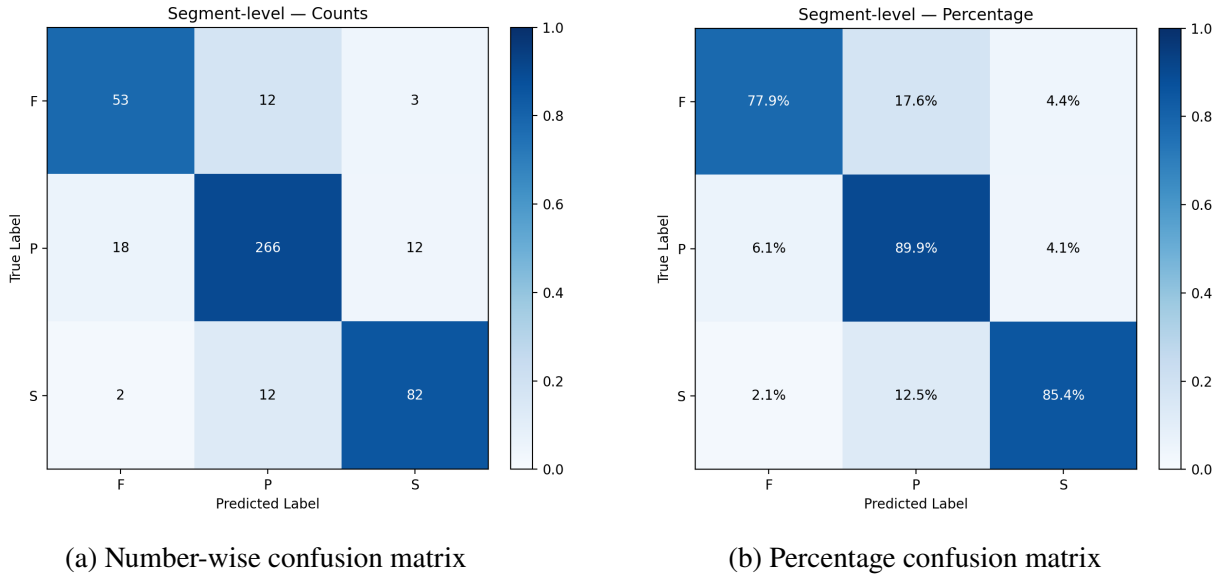 Segment-level — Counts
F 53 12 3
P 18 266 12
S 2 12 82
F P S
True Label
Predicted Label
1.0
0.8
0.6
0.4
0.2
0.0
(a) Number-wise confusion matrix
Segment-level — Percentage
F 77.9% 17.6% 4.4%
P 6.1% 89.9% 4.1%
S 2.1% 12.5% 85.4%
F P S
True Label
Predicted Label
1.0
0.8
0.6
0.4
0.2
0.0
(b) Percentage confusion matrix